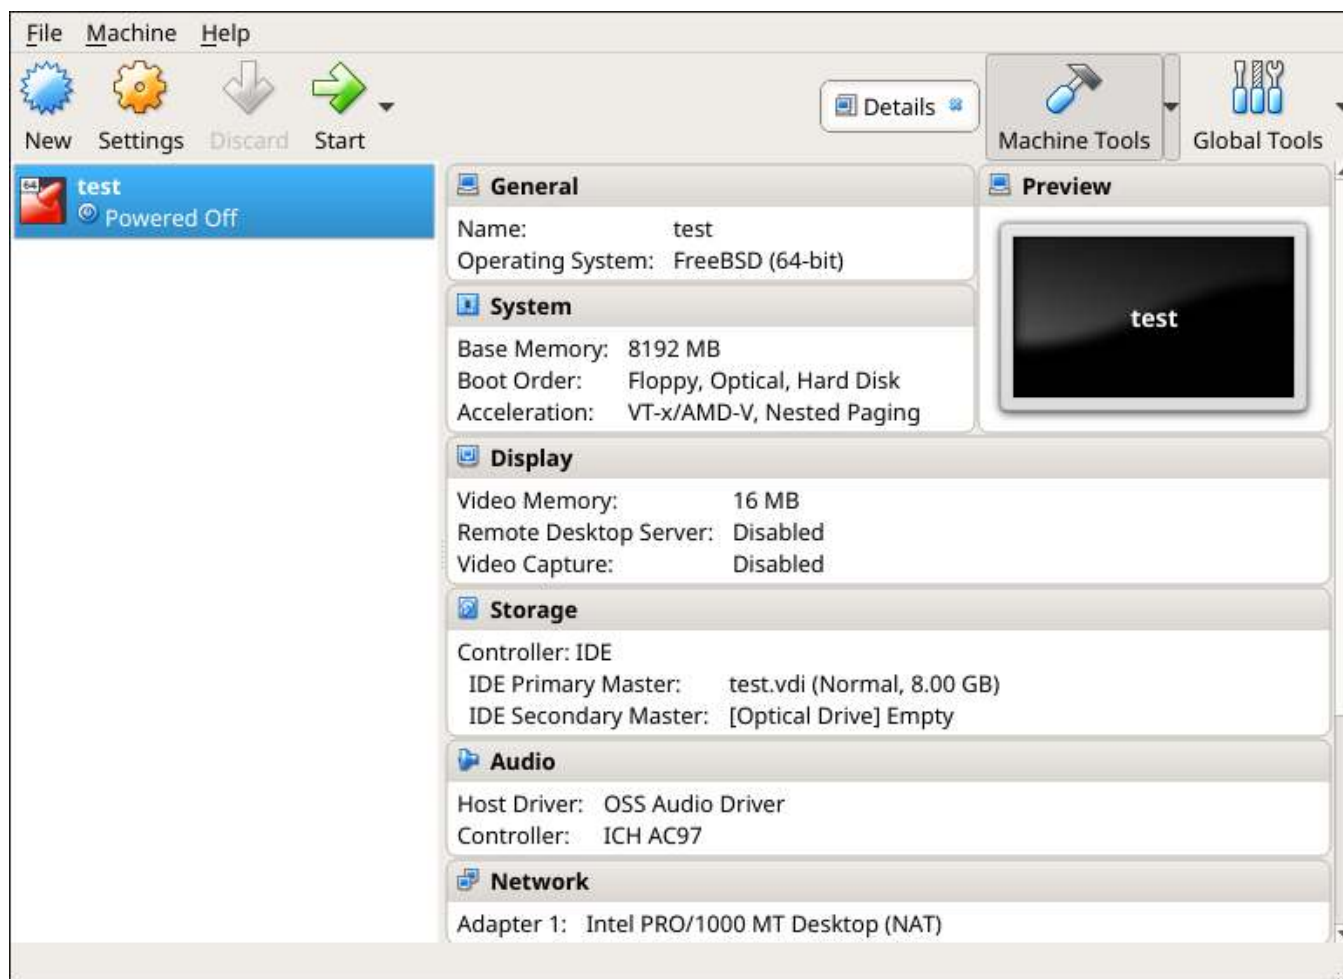 File Machine Help
New Settings Discard Start Details Machine Tools Global Tools
64
test
Powered Off
General
Name: test
Operating System: FreeBSD (64-bit)
Preview
test
System
Base Memory: 8192 MB
Boot Order: Floppy, Optical, Hard Disk
Acceleration: VT-x/AMD-V, Nested Paging
Display
Video Memory: 16 MB
Remote Desktop Server: Disabled
Video Capture: Disabled
Storage
Controller: IDE
IDE Primary Master: test.vdi (Normal, 8.00 GB)
IDE Secondary Master: [Optical Drive] Empty
Audio
Host Driver: OSS Audio Driver
Controller: ICH AC97
Network
Adapter 1: Intel PRO/1000 MT Desktop (NAT)